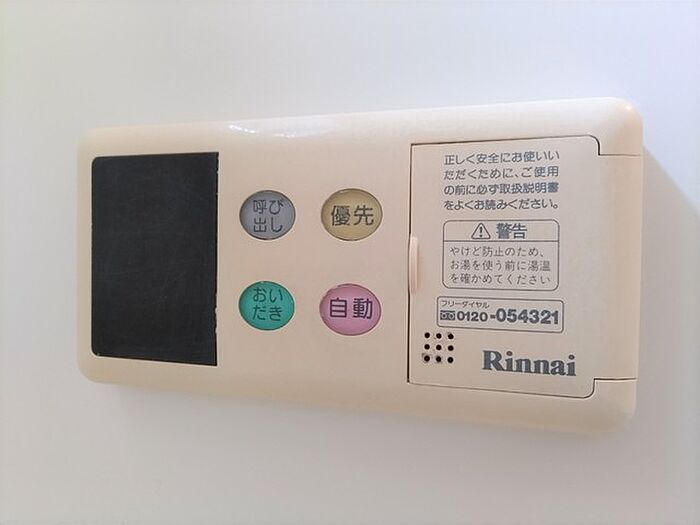 呼び
出し
優先
おい
だき
自動
正しく安全にお使いいい
ただくために、ご使用
の前に必ず取扱説明書
をよくお読みください。
警告
やけど防止のため、
お湯を使う前に湯温
を確かめてください
フリーダイヤル
0120-054321
Rinnai